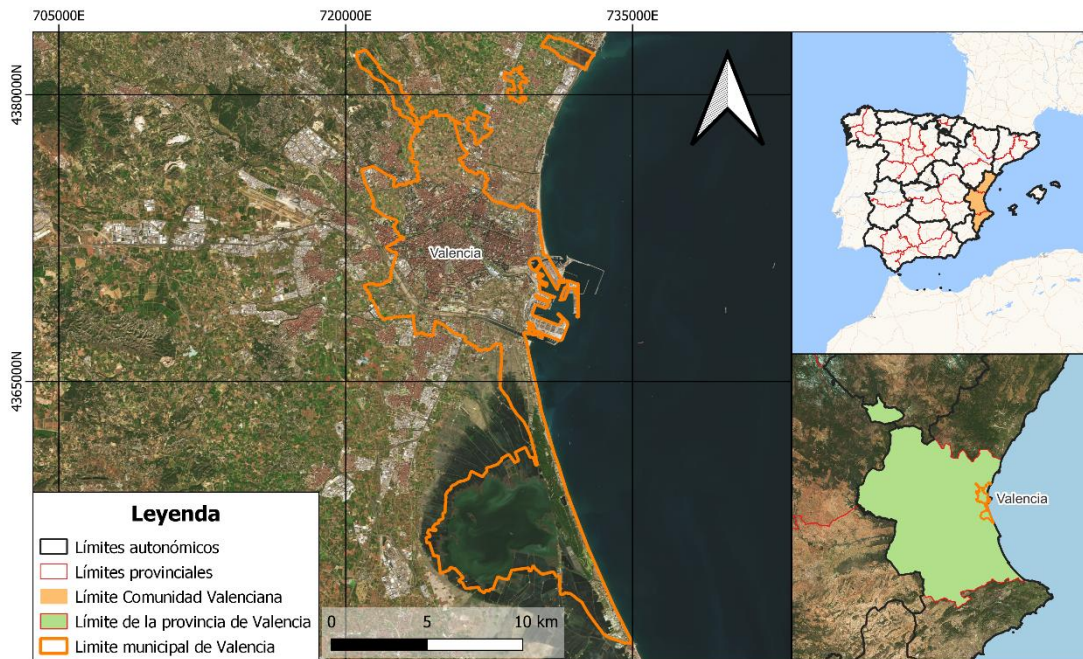 705000E
720000E
735000E
4380000N
4365000N
Valencia
Valencia
Leyenda
Límites autonómicos
Límites provinciales
Límite Comunidad Valenciana
Límite de la provincia de Valencia
Limite municipal de Valencia
0 5 10 km